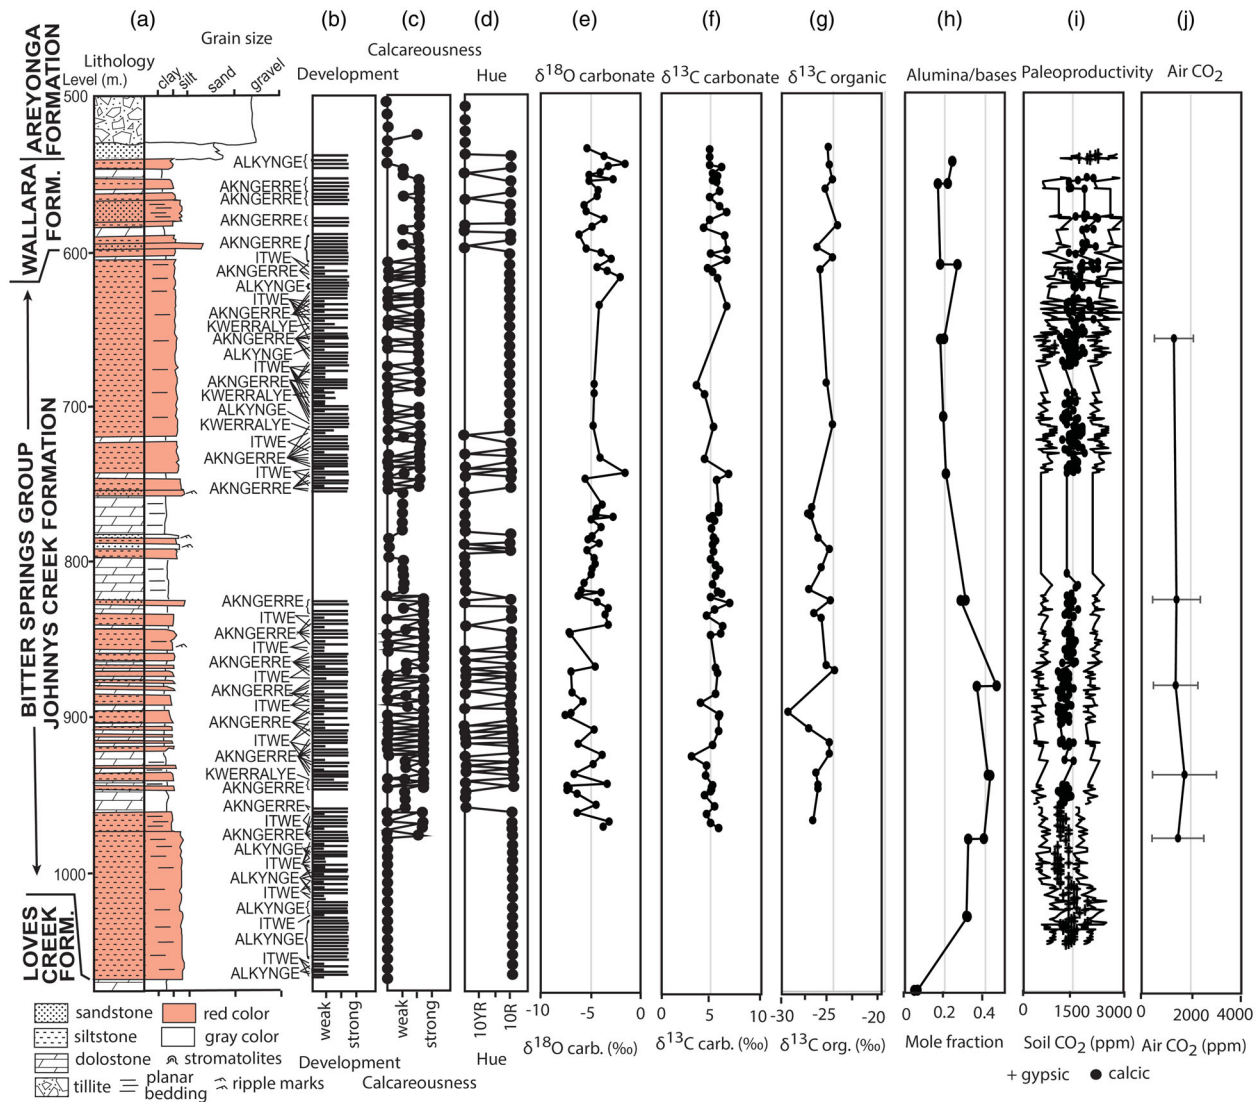 (a) (b) (c) (d) (e) (f) (g) (h) (i) (j)
Lithology
Level (m.)
Grain size
clay
silt
sand
gravel
Development
Calcareousness
Hue
δ18O carbonate
δ13C carbonate
δ13C organic
Alumina/bases
Paleoproductivity
Air CO2
AREYONGA
FORMATION
WALLARA
FORM.
BITTER SPRINGS GROUP
JOHNNYS CREEK FORMATION
LOVES
CREEK
FORM.
500
600
700
800
900
1000
ALKYNGE
AKNGERRE
AKNGERRE
AKNGERRE
AKNGERRE
ITWE
AKNGERRE
ALKYNGE
ITWE
AKNGERRE
KWERRALYE
AKNGERRE
ALKYNGE
ITWE
AKNGERRE
KWERRALYE
ALKYNGE
KWERRALYE
ITWE
AKNGERRE
ITWE
AKNGERRE
AKNGERRE
ITWE
AKNGERRE
ITWE
AKNGERRE
ITWE
AKNGERRE
ITWE
AKNGERRE
ITWE
AKNGERRE
KWERRALYE
AKNGERRE
AKNGERRE
ITWE
AKNGERRE
ALKYNGE
ITWE
ALKYNGE
ITWE
ALKYNGE
ITWE
ALKYNGE
ITWE
ALKYNGE
weak
strong
Development
weak
strong
Calcareousness
10YR
10R
Hue
-10 -5 0
δ18O carb. (‰)
0 5 10
δ13C carb. (‰)
-30 -25 -20
δ13C org. (‰)
0 0.2 0.4
Mole fraction
0 1500 3000
Soil CO2 (ppm)
0 2000 4000
Air CO2 (ppm)
+ gypsic ● calcic
sandstone
red color
siltstone
gray color
dolostone
stromatolites
tillite
planar
bedding
ripple marks